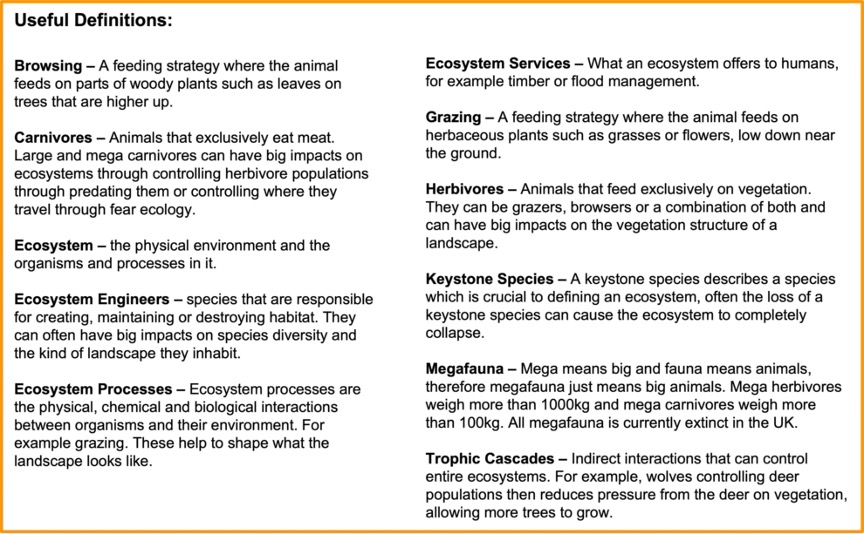 Useful Definitions:
Browsing – A feeding strategy where the animal
feeds on parts of woody plants such as leaves on
trees that are higher up.
Carnivores – Animals that exclusively eat meat.
Large and mega carnivores can have big impacts on
ecosystems through controlling herbivore populations
through predating them or controlling where they
travel through fear ecology.
Ecosystem – the physical environment and the
organisms and processes in it.
Ecosystem Engineers – species that are responsible
for creating, maintaining or destroying habitat. They
can often have big impacts on species diversity and
the kind of landscape they inhabit.
Ecosystem Processes – Ecosystem processes are
the physical, chemical and biological interactions
between organisms and their environment. For
example grazing. These help to shape what the
landscape looks like.
Ecosystem Services – What an ecosystem offers to humans,
for example timber or flood management.
Grazing – A feeding strategy where the animal feeds on
herbaceous plants such as grasses or flowers, low down near
the ground.
Herbivores – Animals that feed exclusively on vegetation.
They can be grazers, browsers or a combination of both and
can have big impacts on the vegetation structure of a
landscape.
Keystone Species – A keystone species describes a species
which is crucial to defining an ecosystem, often the loss of a
keystone species can cause the ecosystem to completely
collapse.
Megafauna – Mega means big and fauna means animals,
therefore megafauna just means big animals. Mega herbivores
weigh more than 1000kg and mega carnivores weigh more
than 100kg. All megafauna is currently extinct in the UK.
Trophic Cascades – Indirect interactions that can control
entire ecosystems. For example, wolves controlling deer
populations then reduces pressure from the deer on vegetation,
allowing more trees to grow.